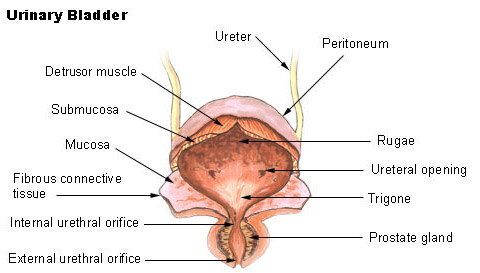 Urinary Bladder
Ureter
Peritoneum
Detrusor muscle
Submucosa
Mucosa
Fibrous connective
tissue
Internal urethral orifice
External urethral orifice
Rugae
Ureteral opening
Trigone
Prostate gland